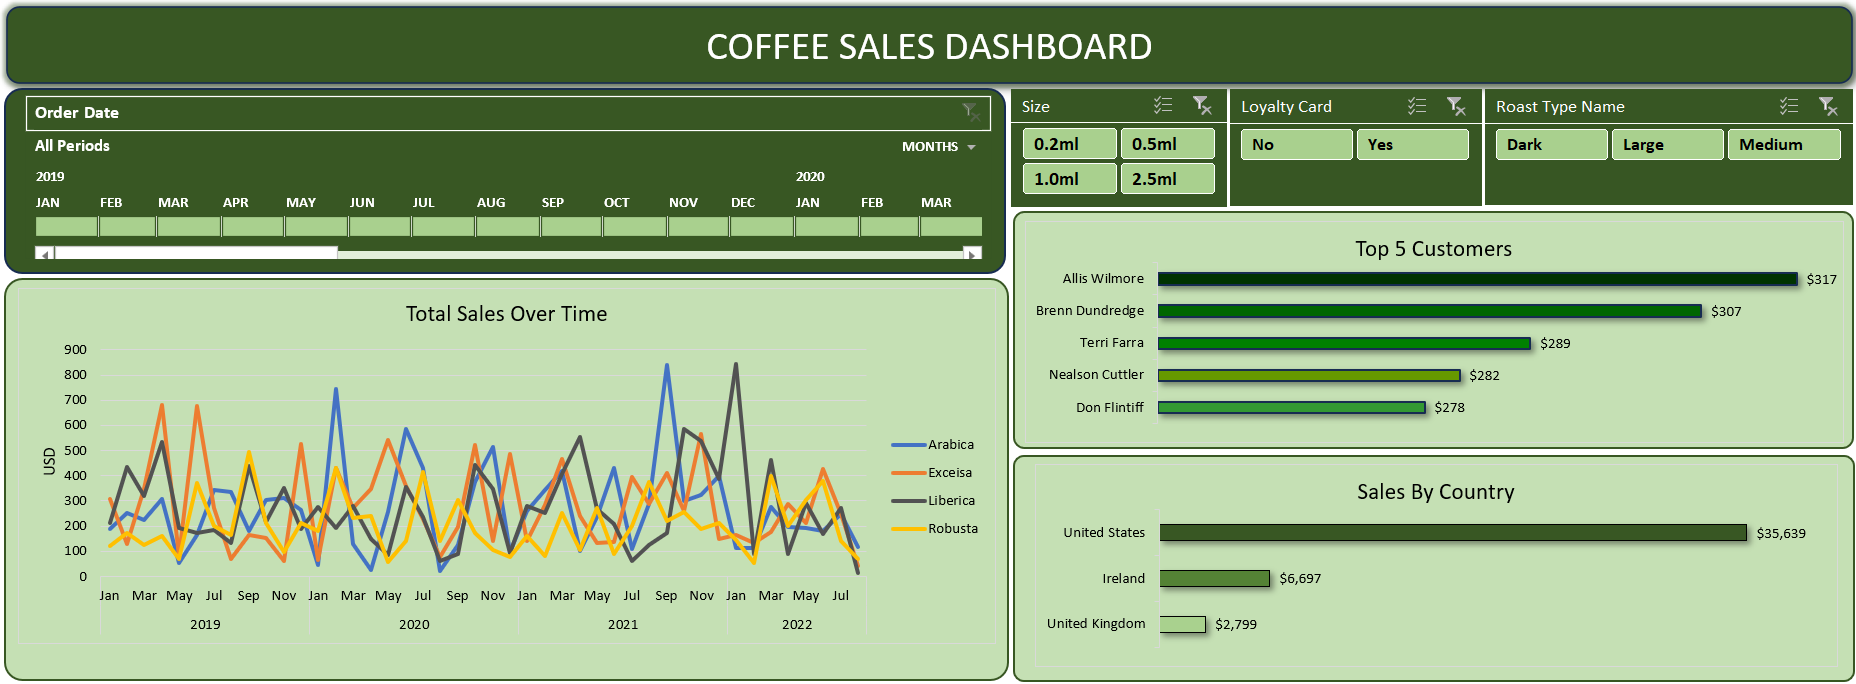 COFFEE SALES DASHBOARD
Order Date
All Periods
MONTHS
2019 2020
JAN FEB MAR APR MAY JUN JUL AUG SEP OCT NOV DEC JAN FEB MAR
Size
0.2ml 0.5ml
1.0ml 2.5ml
Loyalty Card
No Yes
Roast Type Name
Dark Large Medium
Total Sales Over Time
USD
900
800
700
600
500
400
300
200
100
0
Jan Mar May Jul Sep Nov Jan Mar May Jul Sep Nov Jan Mar May Jul Sep Nov Jan Mar May Jul
2019 2020 2021 2022
Arabica
Exceisa
Liberica
Robusta
Top 5 Customers
Allis Wilmore $317
Brenn Dundredge $307
Terri Farra $289
Nealson Cuttler $282
Don Flintiff $278
Sales By Country
United States $35,639
Ireland $6,697
United Kingdom $2,799